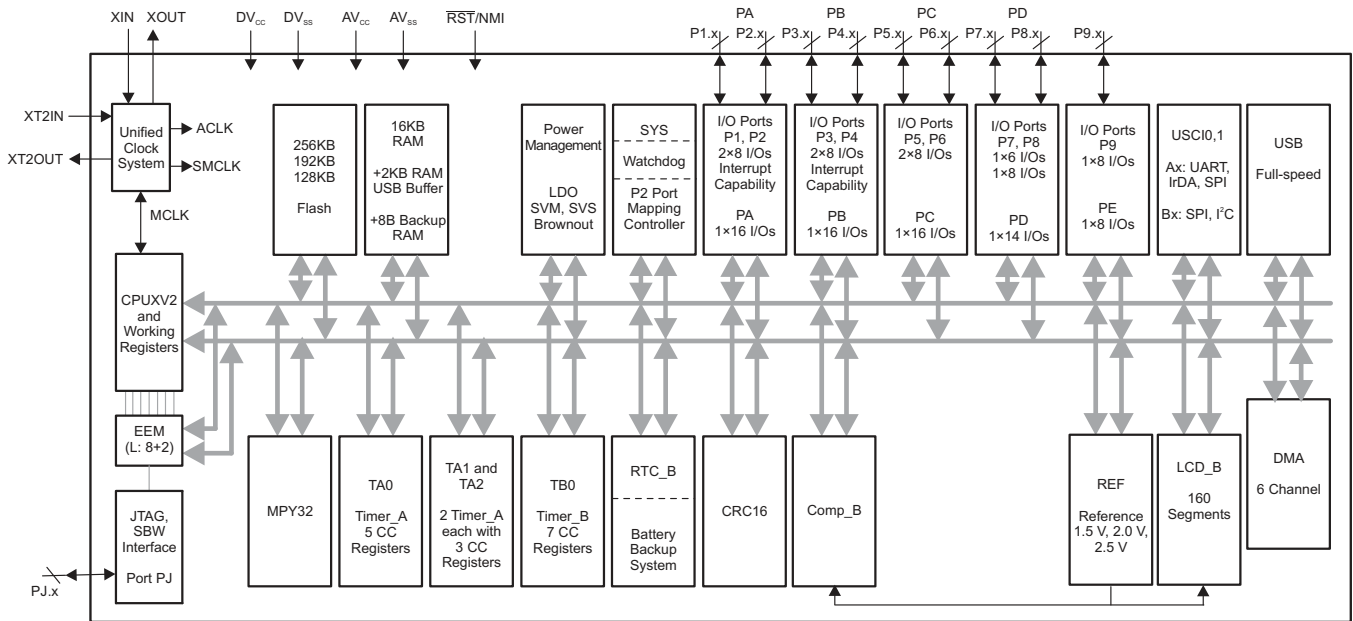 XIN XOUT DVCC DVSS AVCC AVSS RST/NMI PA PB PC PD
P1.x P2.x P3.x P4.x P5.x P6.x P7.x P8.x P9.x
XT2IN
XT2OUT
Unified
Clock
System
ACLK
SMCLK
MCLK
256KB
192KB
128KB
Flash
16KB
RAM
+2KB RAM
USB Buffer
+8B Backup
RAM
Power
Management
LDO
SVM, SVS
Brownout
SYS
Watchdog
P2 Port
Mapping
Controller
I/O Ports
P1, P2
2×8 I/Os
Interrupt
Capability
PA
1×16 I/Os
I/O Ports
P3, P4
2×8 I/Os
Interrupt
Capability
PB
1×16 I/Os
I/O Ports
P5, P6
2×8 I/Os
PC
1×16 I/Os
I/O Ports
P7, P8
1×6 I/Os
1×8 I/Os
PD
1×14 I/Os
I/O Ports
P9
1×8 I/Os
PE
1×8 I/Os
USCI0,1
Ax: UART,
IrDA, SPI
Bx: SPI, I²C
USB
Full-speed
CPUXV2
and
Working
Registers
EEM
(L: 8+2)
JTAG,
SBW
Interface
Port PJ
PJ.x
MPY32
TA0
Timer_A
5 CC
Registers
TA1 and
TA2
2 Timer_A
each with
3 CC
Registers
TB0
Timer_B
7 CC
Registers
RTC_B
Battery
Backup
System
CRC16
Comp_B
REF
Reference
1.5 V, 2.0 V,
2.5 V
LCD_B
160
Segments
DMA
6 Channel